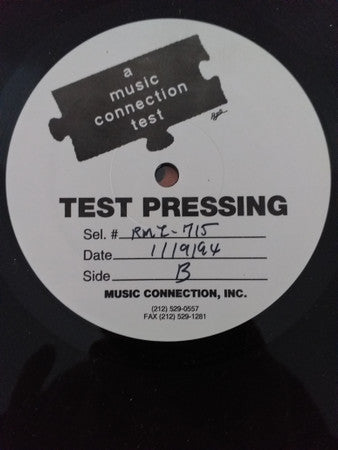 a
music
connection
test
TEST PRESSING
Sel. # RML-715
Date 11/9/94
Side B
MUSIC CONNECTION, INC.
(212) 529-0557
FAX (212) 529-1281